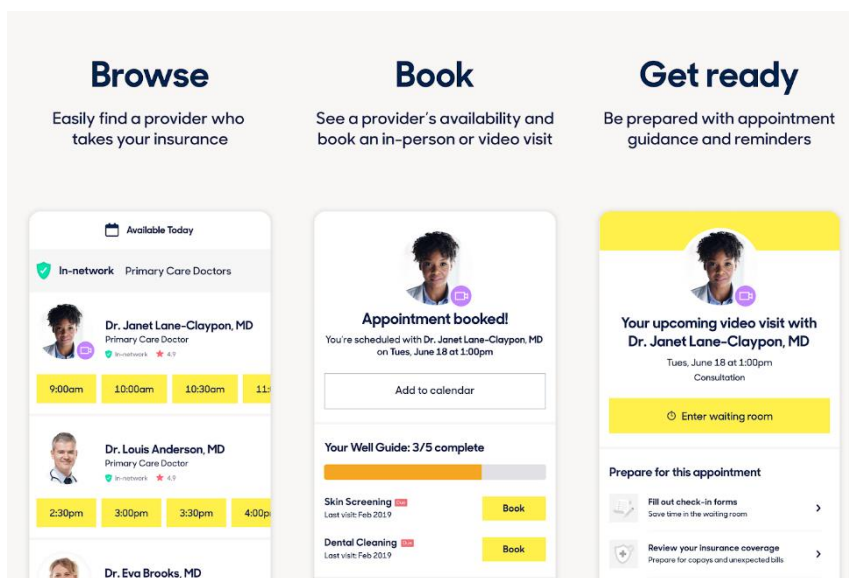 Browse
Easily find a provider who
takes your insurance
Available Today
In-network Primary Care Doctors
Dr. Janet Lane-Claypon, MD
Primary Care Doctor
In-network 4.9
9:00am 10:00am 10:30am 11:
Dr. Louis Anderson, MD
Primary Care Doctor
In-network 4.9
2:30pm 3:00pm 3:30pm 4:00p
Dr. Eva Brooks, MD
Book
See a provider's availability and
book an in-person or video visit
Appointment booked!
You're scheduled with Dr. Janet Lane-Claypon, MD
on Tues, June 18 at 1:00pm
Add to calendar
Your Well Guide: 3/5 complete
Skin Screening Due
Last visit: Feb 2019
Book
Dental Cleaning Due
Last visit: Feb 2019
Book
Get ready
Be prepared with appointment
guidance and reminders
Your upcoming video visit with
Dr. Janet Lane-Claypon, MD
Tues, June 18 at 1:00pm
Consultation
Enter waiting room
Prepare for this appointment
Fill out check-in forms
Save time in the waiting room
Review your insurance coverage
Prepare for copays and unexpected bills